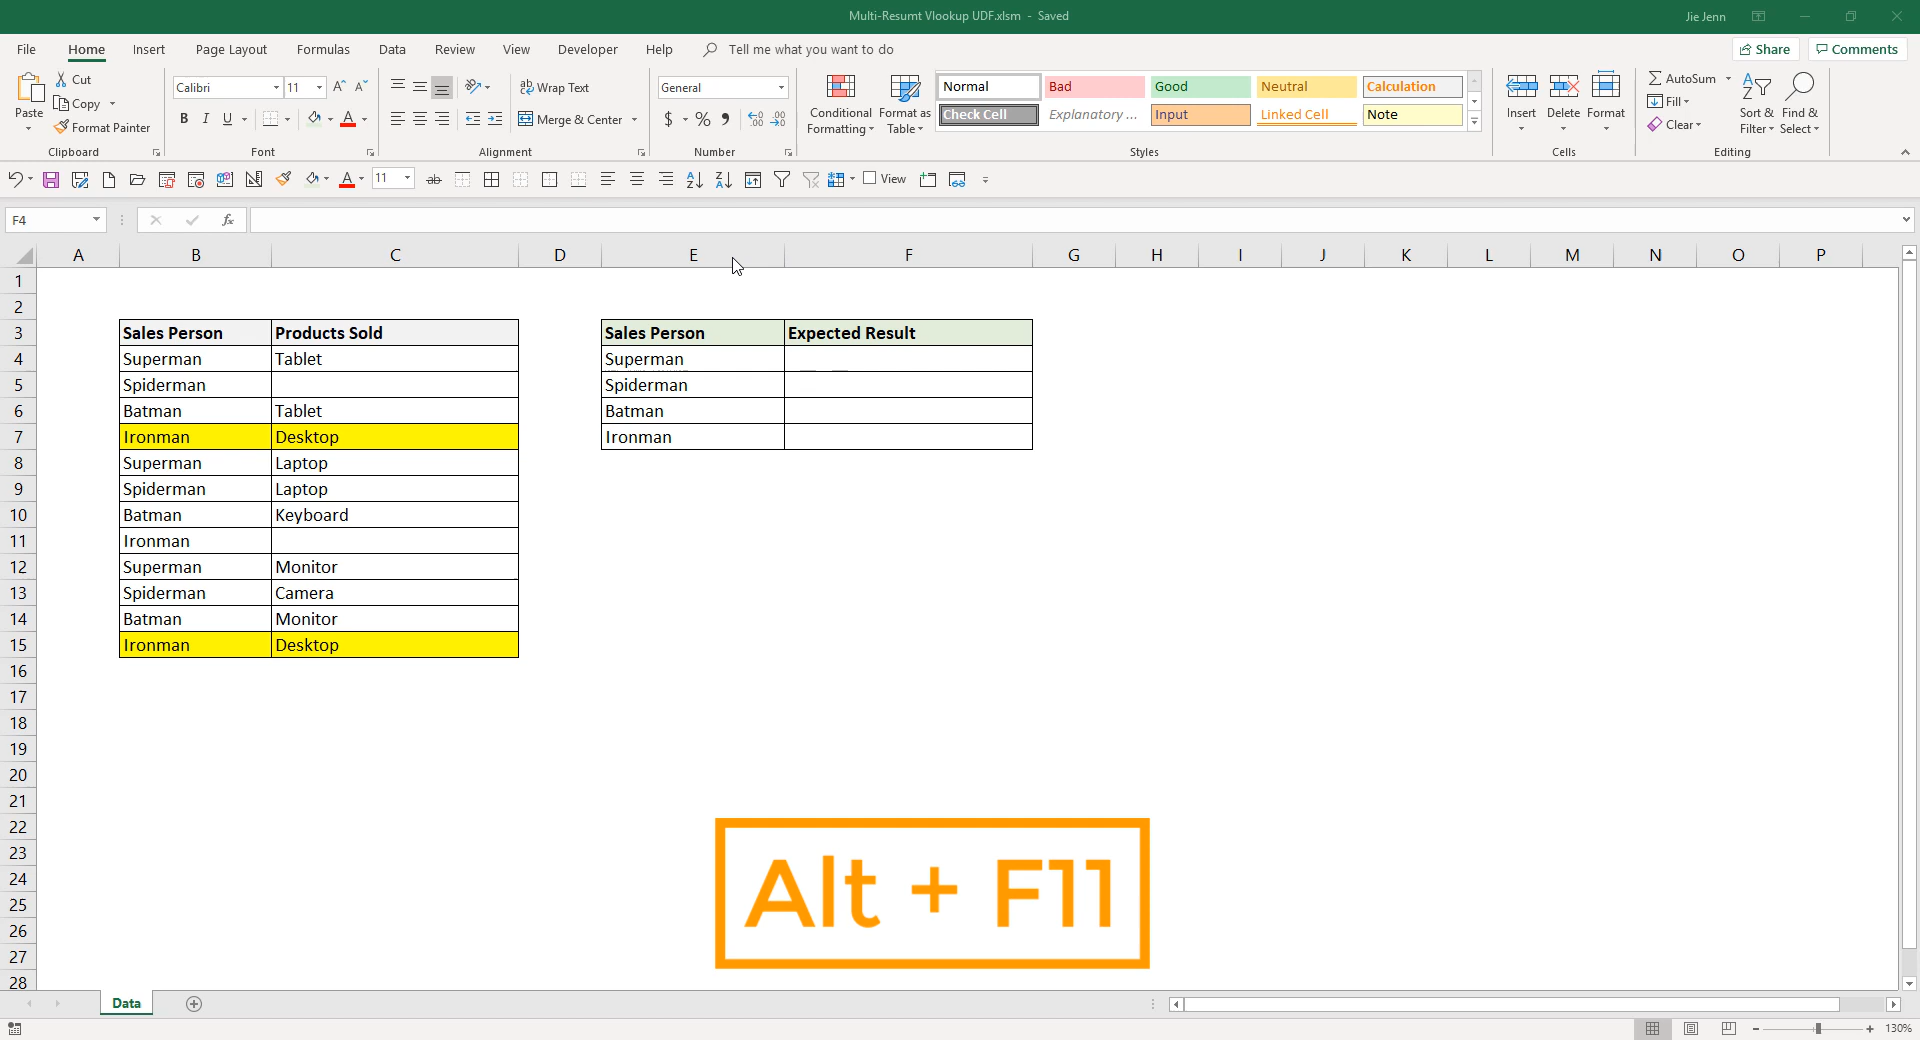 Multi-Resumt Vlookup UDF.xlsm - Saved
Jie Jenn
File Home Insert Page Layout Formulas Data Review View Developer Help Tell me what you want to do
Share Comments
Paste
Cut
Copy
Format Painter
Clipboard
Calibri 11
B I U
Font
Wrap Text
Merge & Center
Alignment
General
$ % 9
Number
Conditional Formatting
Format as Table
Normal Bad Good Neutral Calculation
Check Cell Explanatory ... Input Linked Cell Note
Styles
Insert Delete Format
Cells
AutoSum
Fill
Clear
Sort & Filter
Find & Select
Editing
11
View
F4
fx
A B C D E F G H I J K L M N O P
1
2
3 Sales Person Products Sold Sales Person Expected Result
4 Superman Tablet Superman
5 Spiderman Spiderman
6 Batman Tablet Batman
7 Ironman Desktop Ironman
8 Superman Laptop
9 Spiderman Laptop
10 Batman Keyboard
11 Ironman
12 Superman Monitor
13 Spiderman Camera
14 Batman Monitor
15 Ironman Desktop
16
17
18
19
20
21
22
23
24
25
26
27
28
Alt + F11
Data
130%